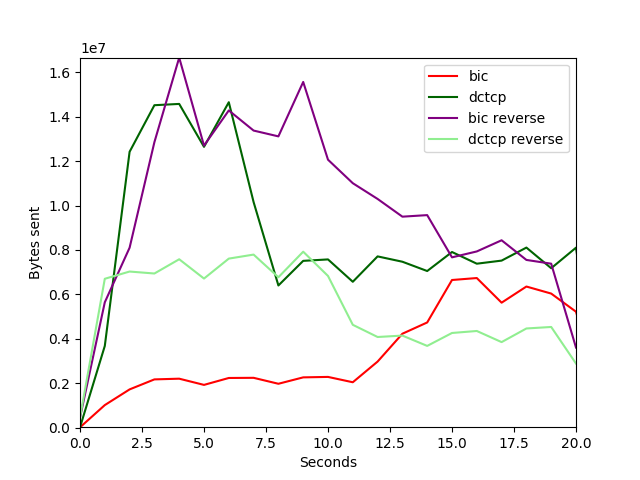 1e7
1.6
1.4
1.2
1.0
0.8
0.6
0.4
0.2
0.0
Bytes sent
bic
dctcp
bic reverse
dctcp reverse
0.0 2.5 5.0 7.5 10.0 12.5 15.0 17.5 20.0
Seconds